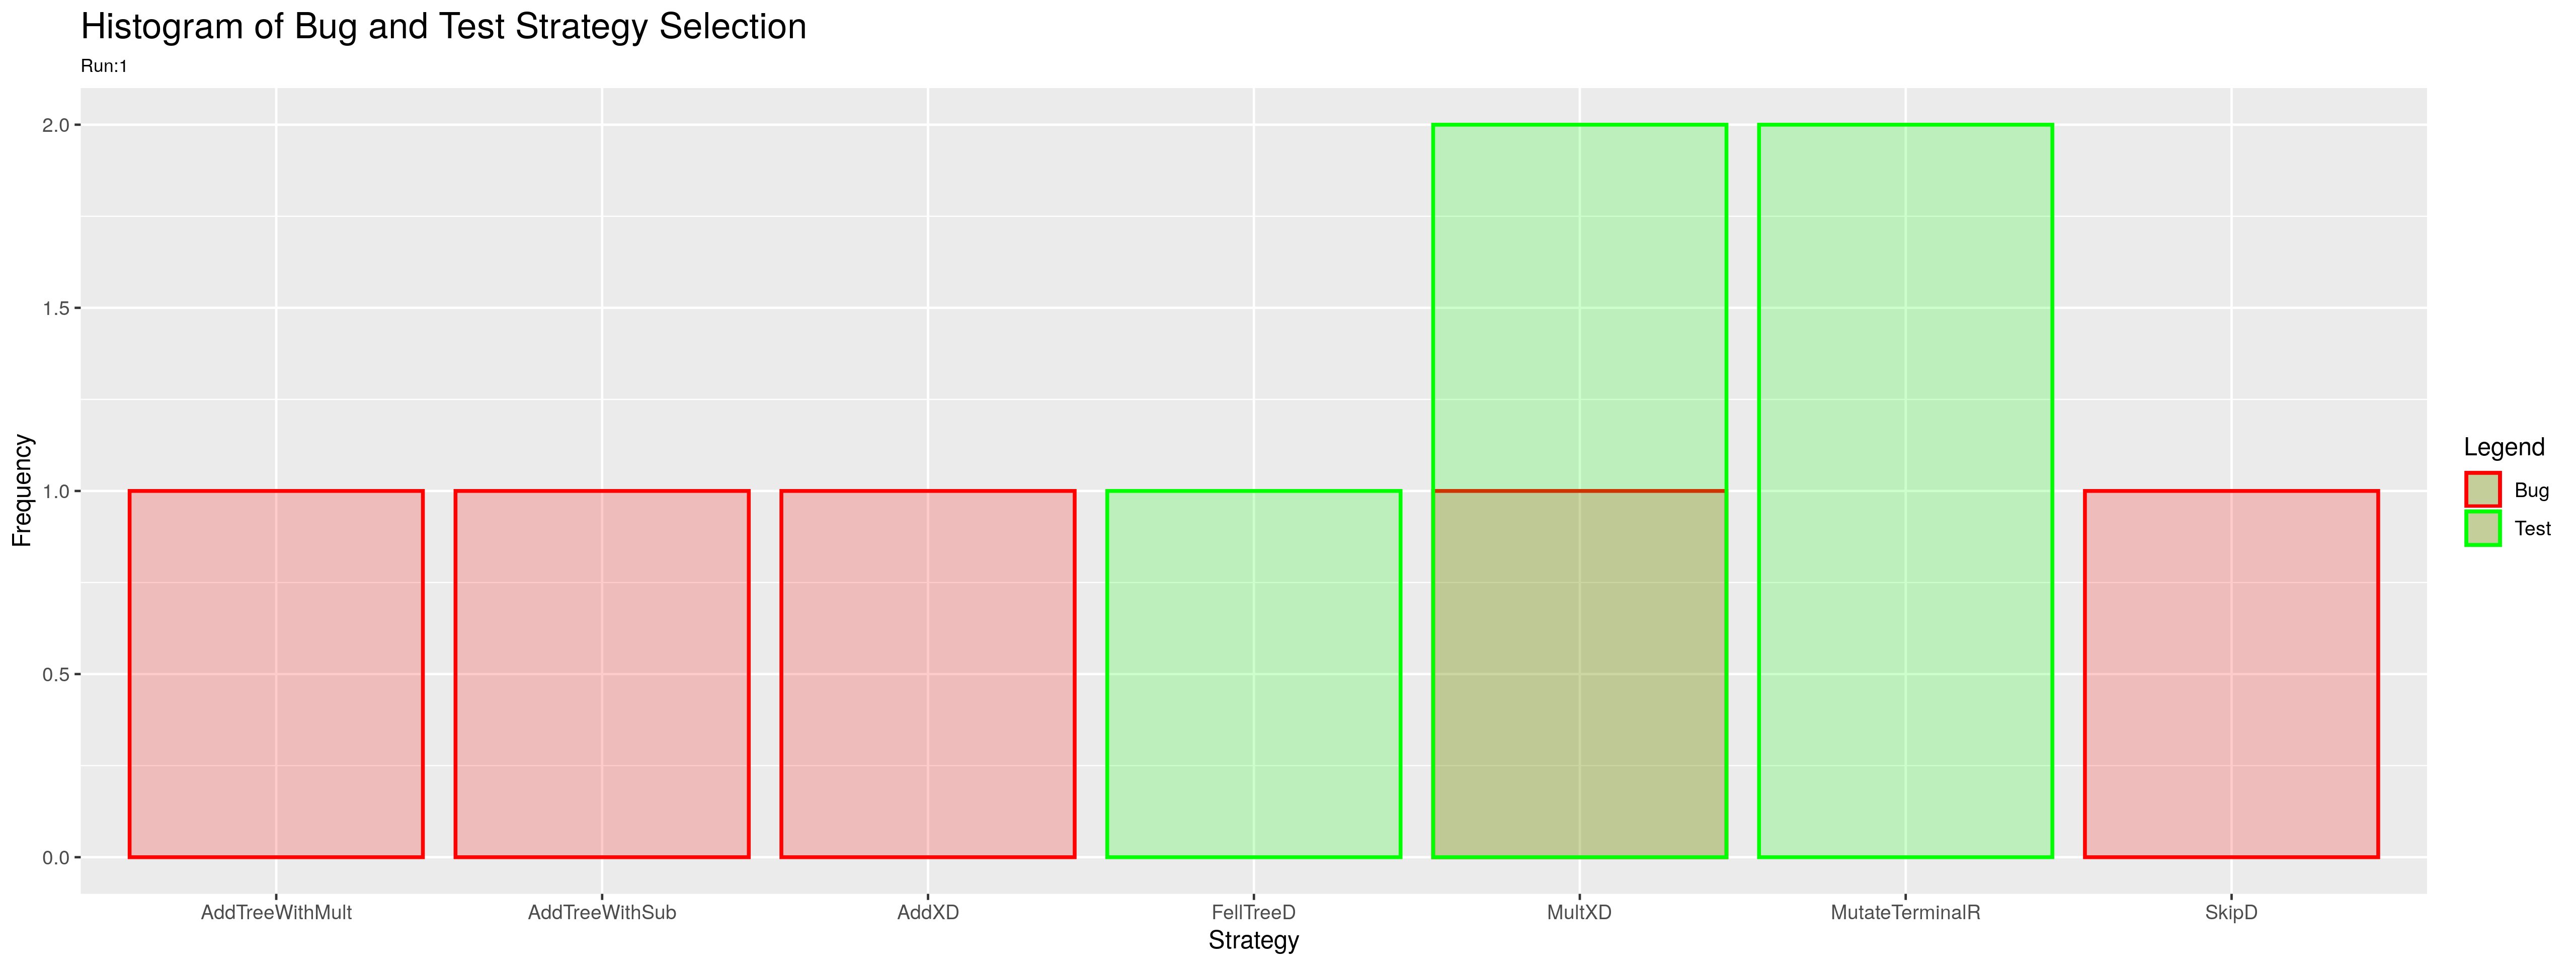 Histogram of Bug and Test Strategy Selection
Run:1
2.0
1.5
1.0
0.5
0.0
Frequency
AddTreeWithMult
AddTreeWithSub
AddXD
FellTreeD
MultXD
MutateTerminalR
SkipD
Strategy
Legend
Bug
Test